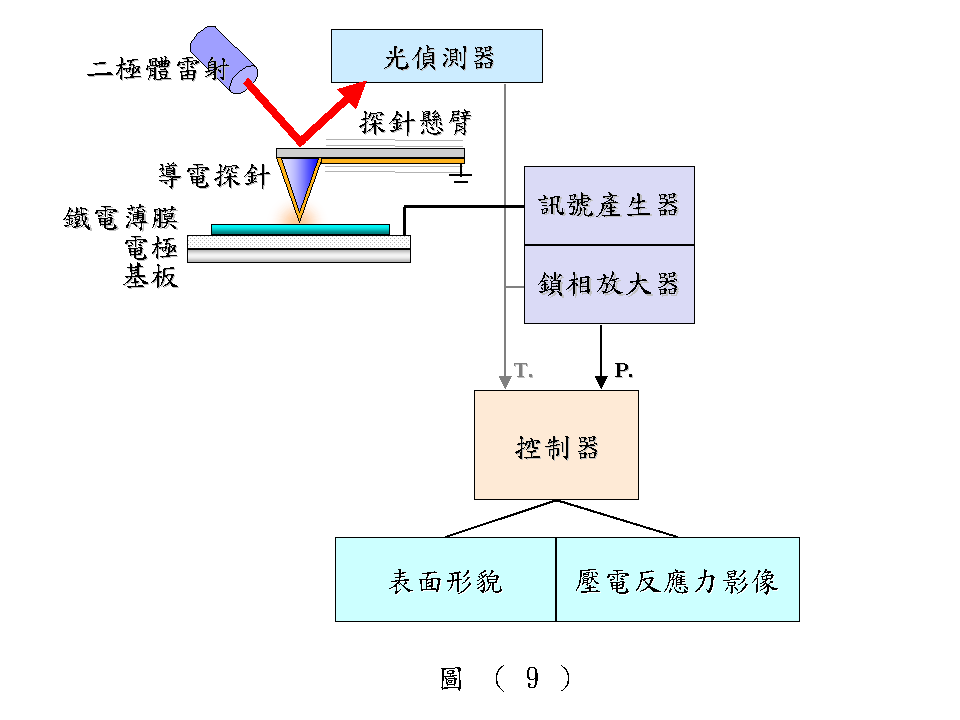 光偵測器
二極體雷射
探針懸臂
導電探針
訊號產生器
鐵電薄膜
電極
基板
鎖相放大器
T.
P.
控制器
表面形貌
壓電反應力影像
圖 ( 9 )